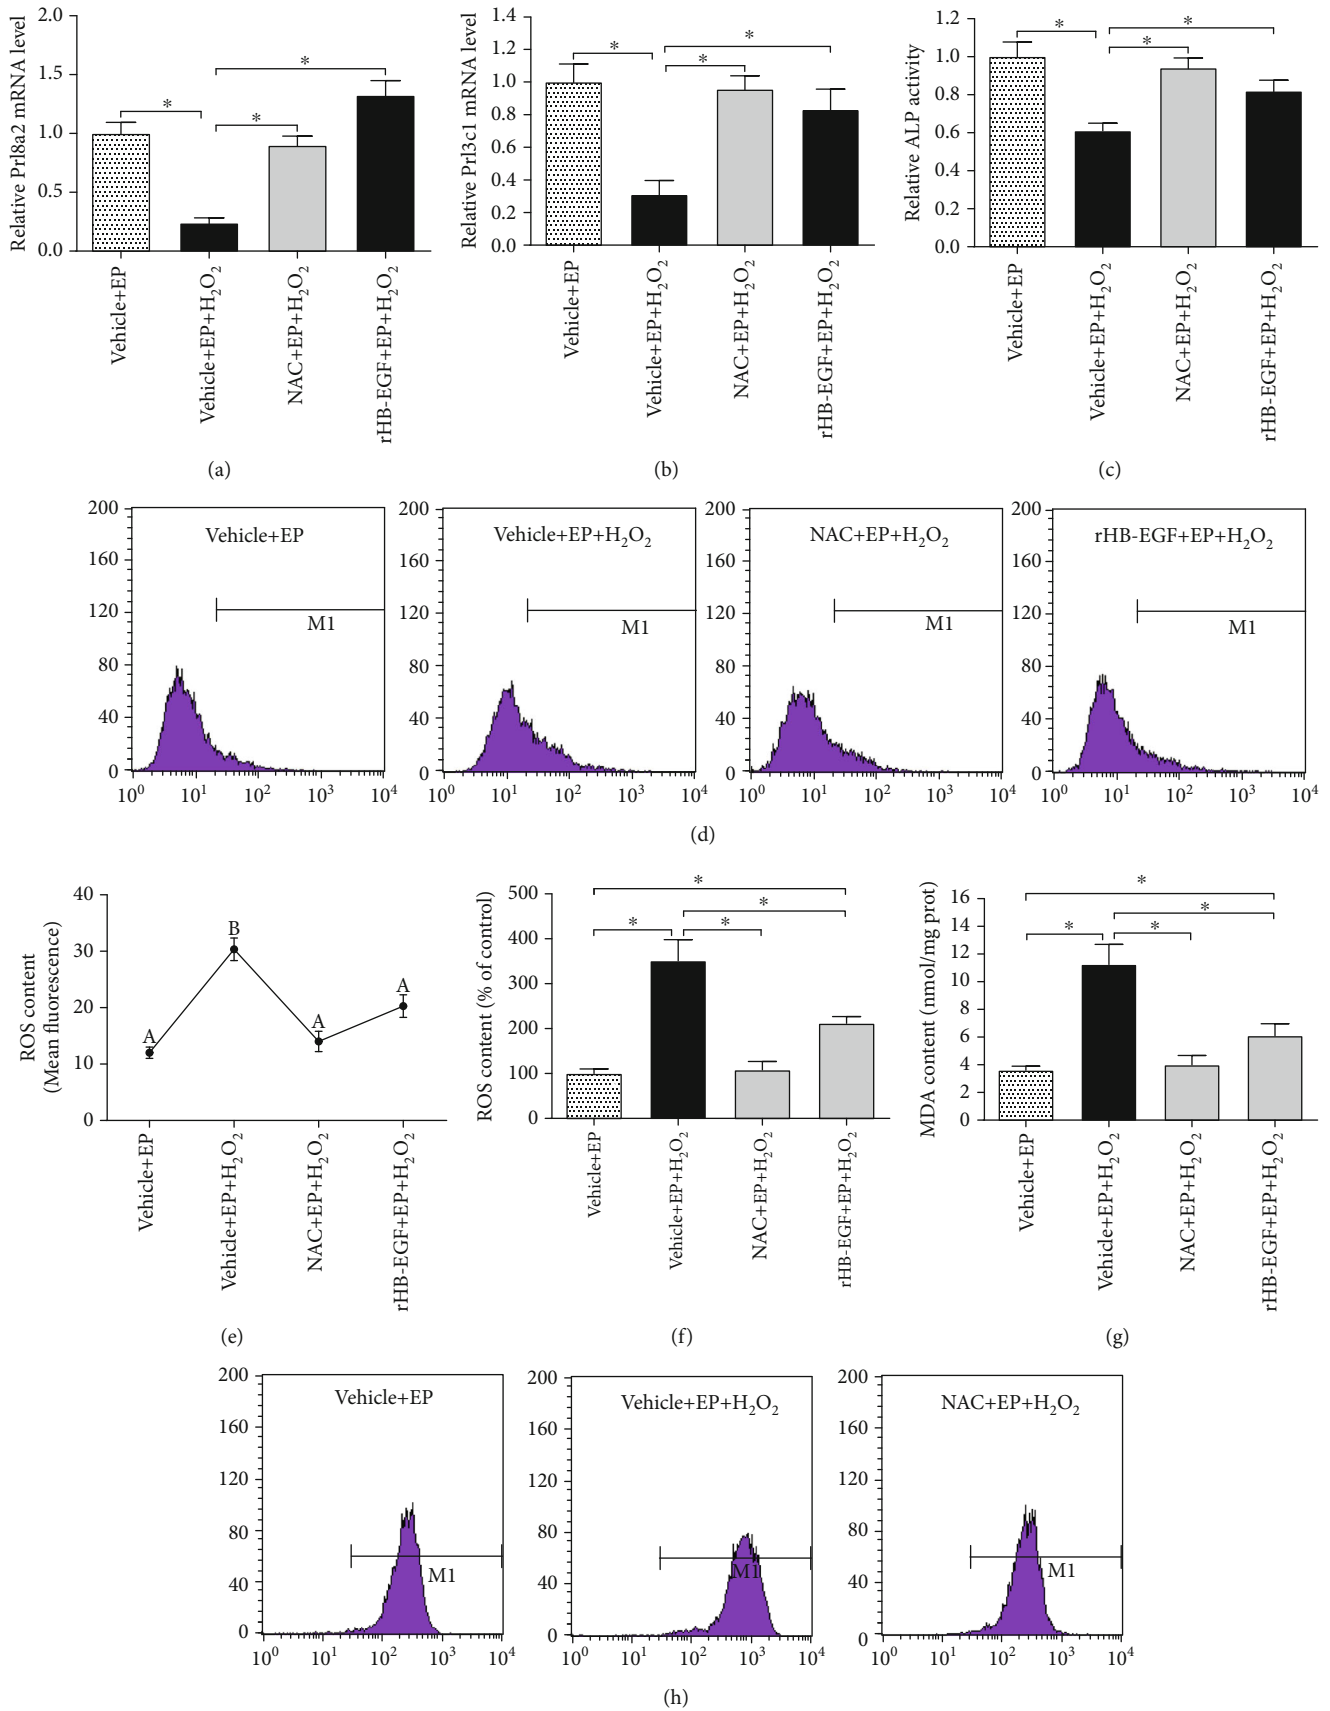 Relative Prl8a2 mRNA level
2.0
1.5
1.0
0.5
0.0
*
*
*
Vehicle+EP
Vehicle+EP+H₂O₂
NAC+EP+H₂O₂
rHB-EGF+EP+H₂O₂
(a)
Relative Prl3c1 mRNA level
1.4
1.2
1.0
0.8
0.6
0.4
0.2
0.0
*
*
*
Vehicle+EP
Vehicle+EP+H₂O₂
NAC+EP+H₂O₂
rHB-EGF+EP+H₂O₂
(b)
Relative ALP activity
1.2
1.0
0.8
0.6
0.4
0.2
0.0
*
*
*
Vehicle+EP
Vehicle+EP+H₂O₂
NAC+EP+H₂O₂
rHB-EGF+EP+H₂O₂
(c)
200
160
120
80
40
0
Vehicle+EP
M1
10⁰ 10¹ 10² 10³ 10⁴
200
160
120
80
40
0
Vehicle+EP+H₂O₂
M1
10⁰ 10¹ 10² 10³ 10⁴
200
160
120
80
40
0
NAC+EP+H₂O₂
M1
10⁰ 10¹ 10² 10³ 10⁴
200
160
120
80
40
0
rHB-EGF+EP+H₂O₂
M1
10⁰ 10¹ 10² 10³ 10⁴
(d)
ROS content
(Mean fluorescence)
40
30
20
10
0
A
B
A
A
Vehicle+EP
Vehicle+EP+H₂O₂
NAC+EP+H₂O₂
rHB-EGF+EP+H₂O₂
(e)
ROS content (% of control)
500
400
300
200
100
0
*
*
*
*
Vehicle+EP
Vehicle+EP+H₂O₂
NAC+EP+H₂O₂
rHB-EGF+EP+H₂O₂
(f)
MDA content (nmol/mg prot)
16
14
12
10
8
6
4
2
0
*
*
*
*
Vehicle+EP
Vehicle+EP+H₂O₂
NAC+EP+H₂O₂
rHB-EGF+EP+H₂O₂
(g)
200
160
120
80
40
0
Vehicle+EP
M1
10⁰ 10¹ 10² 10³ 10⁴
200
160
120
80
40
0
Vehicle+EP+H₂O₂
M1
10⁰ 10¹ 10² 10³ 10⁴
200
160
120
80
40
0
NAC+EP+H₂O₂
M1
10⁰ 10¹ 10² 10³ 10⁴
(h)